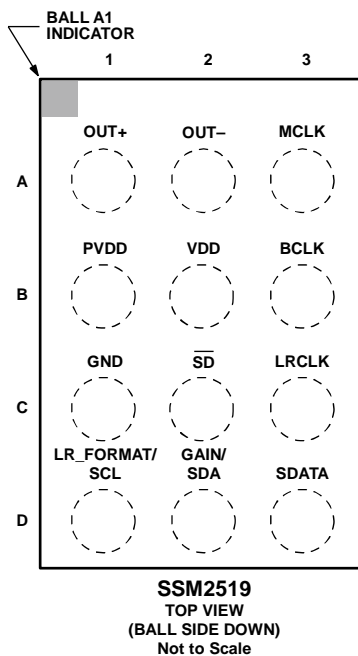 BALL A1
INDICATOR
1 2 3
OUT+ OUT– MCLK
A
PVDD VDD BCLK
B
GND SD LRCLK
C
LR_FORMAT/ GAIN/
SCL SDA SDATA
D
SSM2519
TOP VIEW
(BALL SIDE DOWN)
Not to Scale